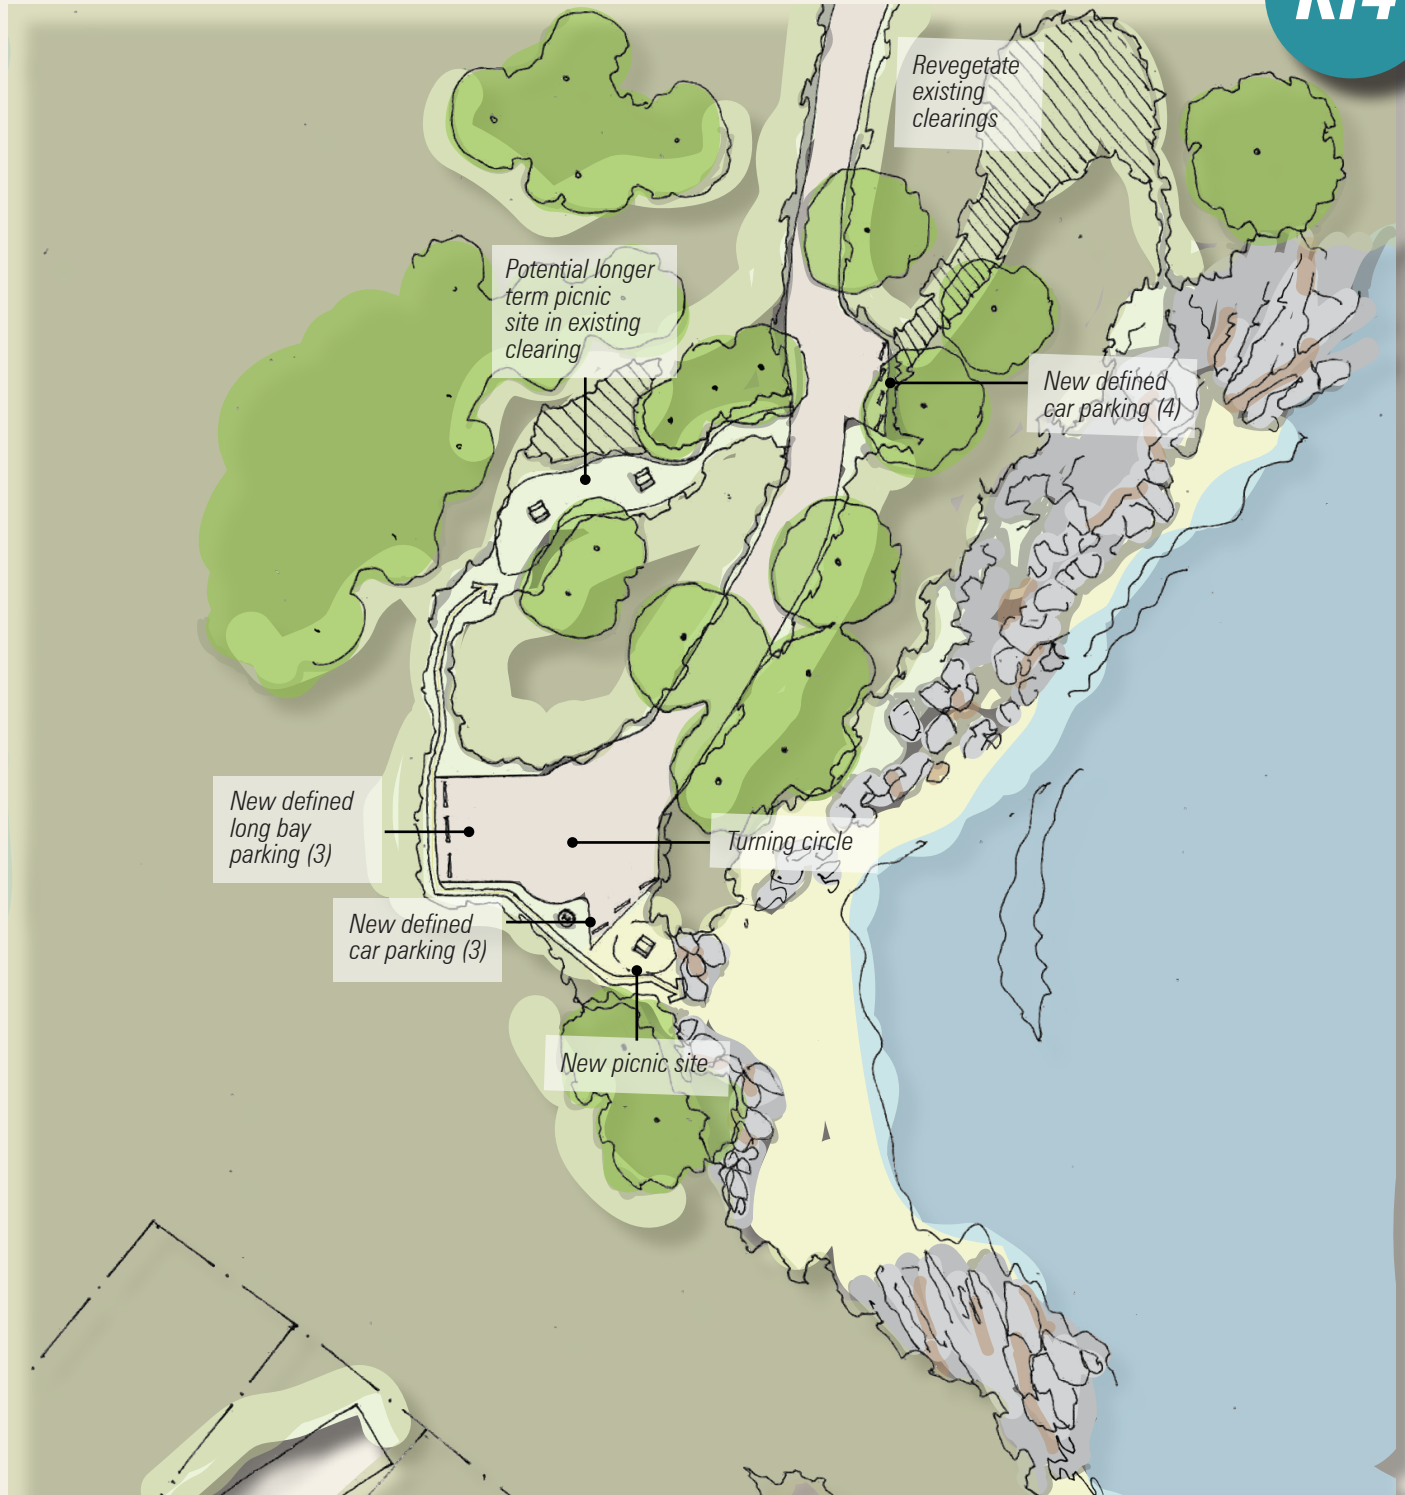 Revegetate
existing
clearings
Potential longer
term picnic
site in existing
clearing
New defined
car parking (4)
New defined
long bay
parking (3)
Turning circle
New defined
car parking (3)
New picnic site